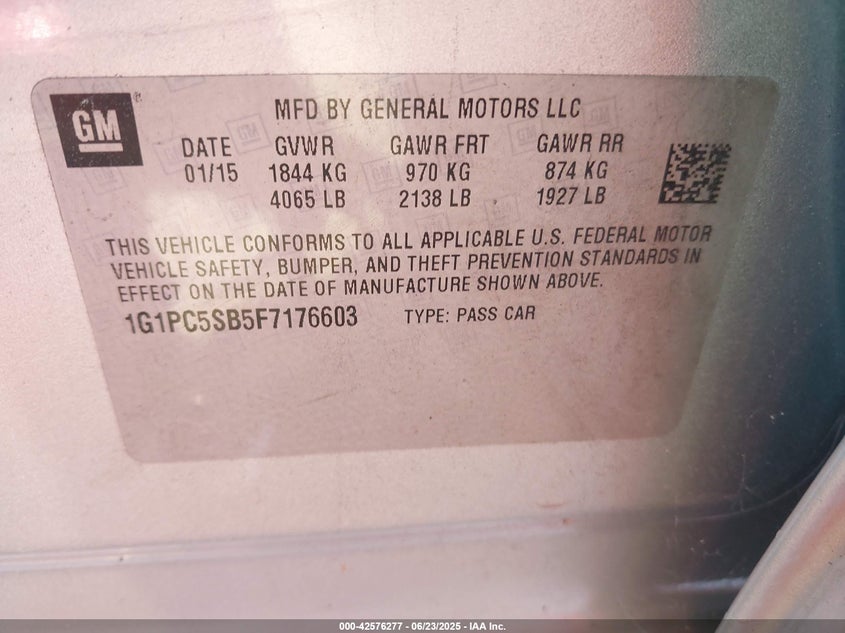 GM
MFD BY GENERAL MOTORS LLC
DATE GVWR GAWR FRT GAWR RR
01/15 1844 KG 970 KG 874 KG
4065 LB 2138 LB 1927 LB
THIS VEHICLE CONFORMS TO ALL APPLICABLE U.S. FEDERAL MOTOR
VEHICLE SAFETY, BUMPER, AND THEFT PREVENTION STANDARDS IN
EFFECT ON THE DATE OF MANUFACTURE SHOWN ABOVE.
1G1PC5SB5F7176603 TYPE: PASS CAR
000-42576277 - 06/23/2025 - IAA Inc.